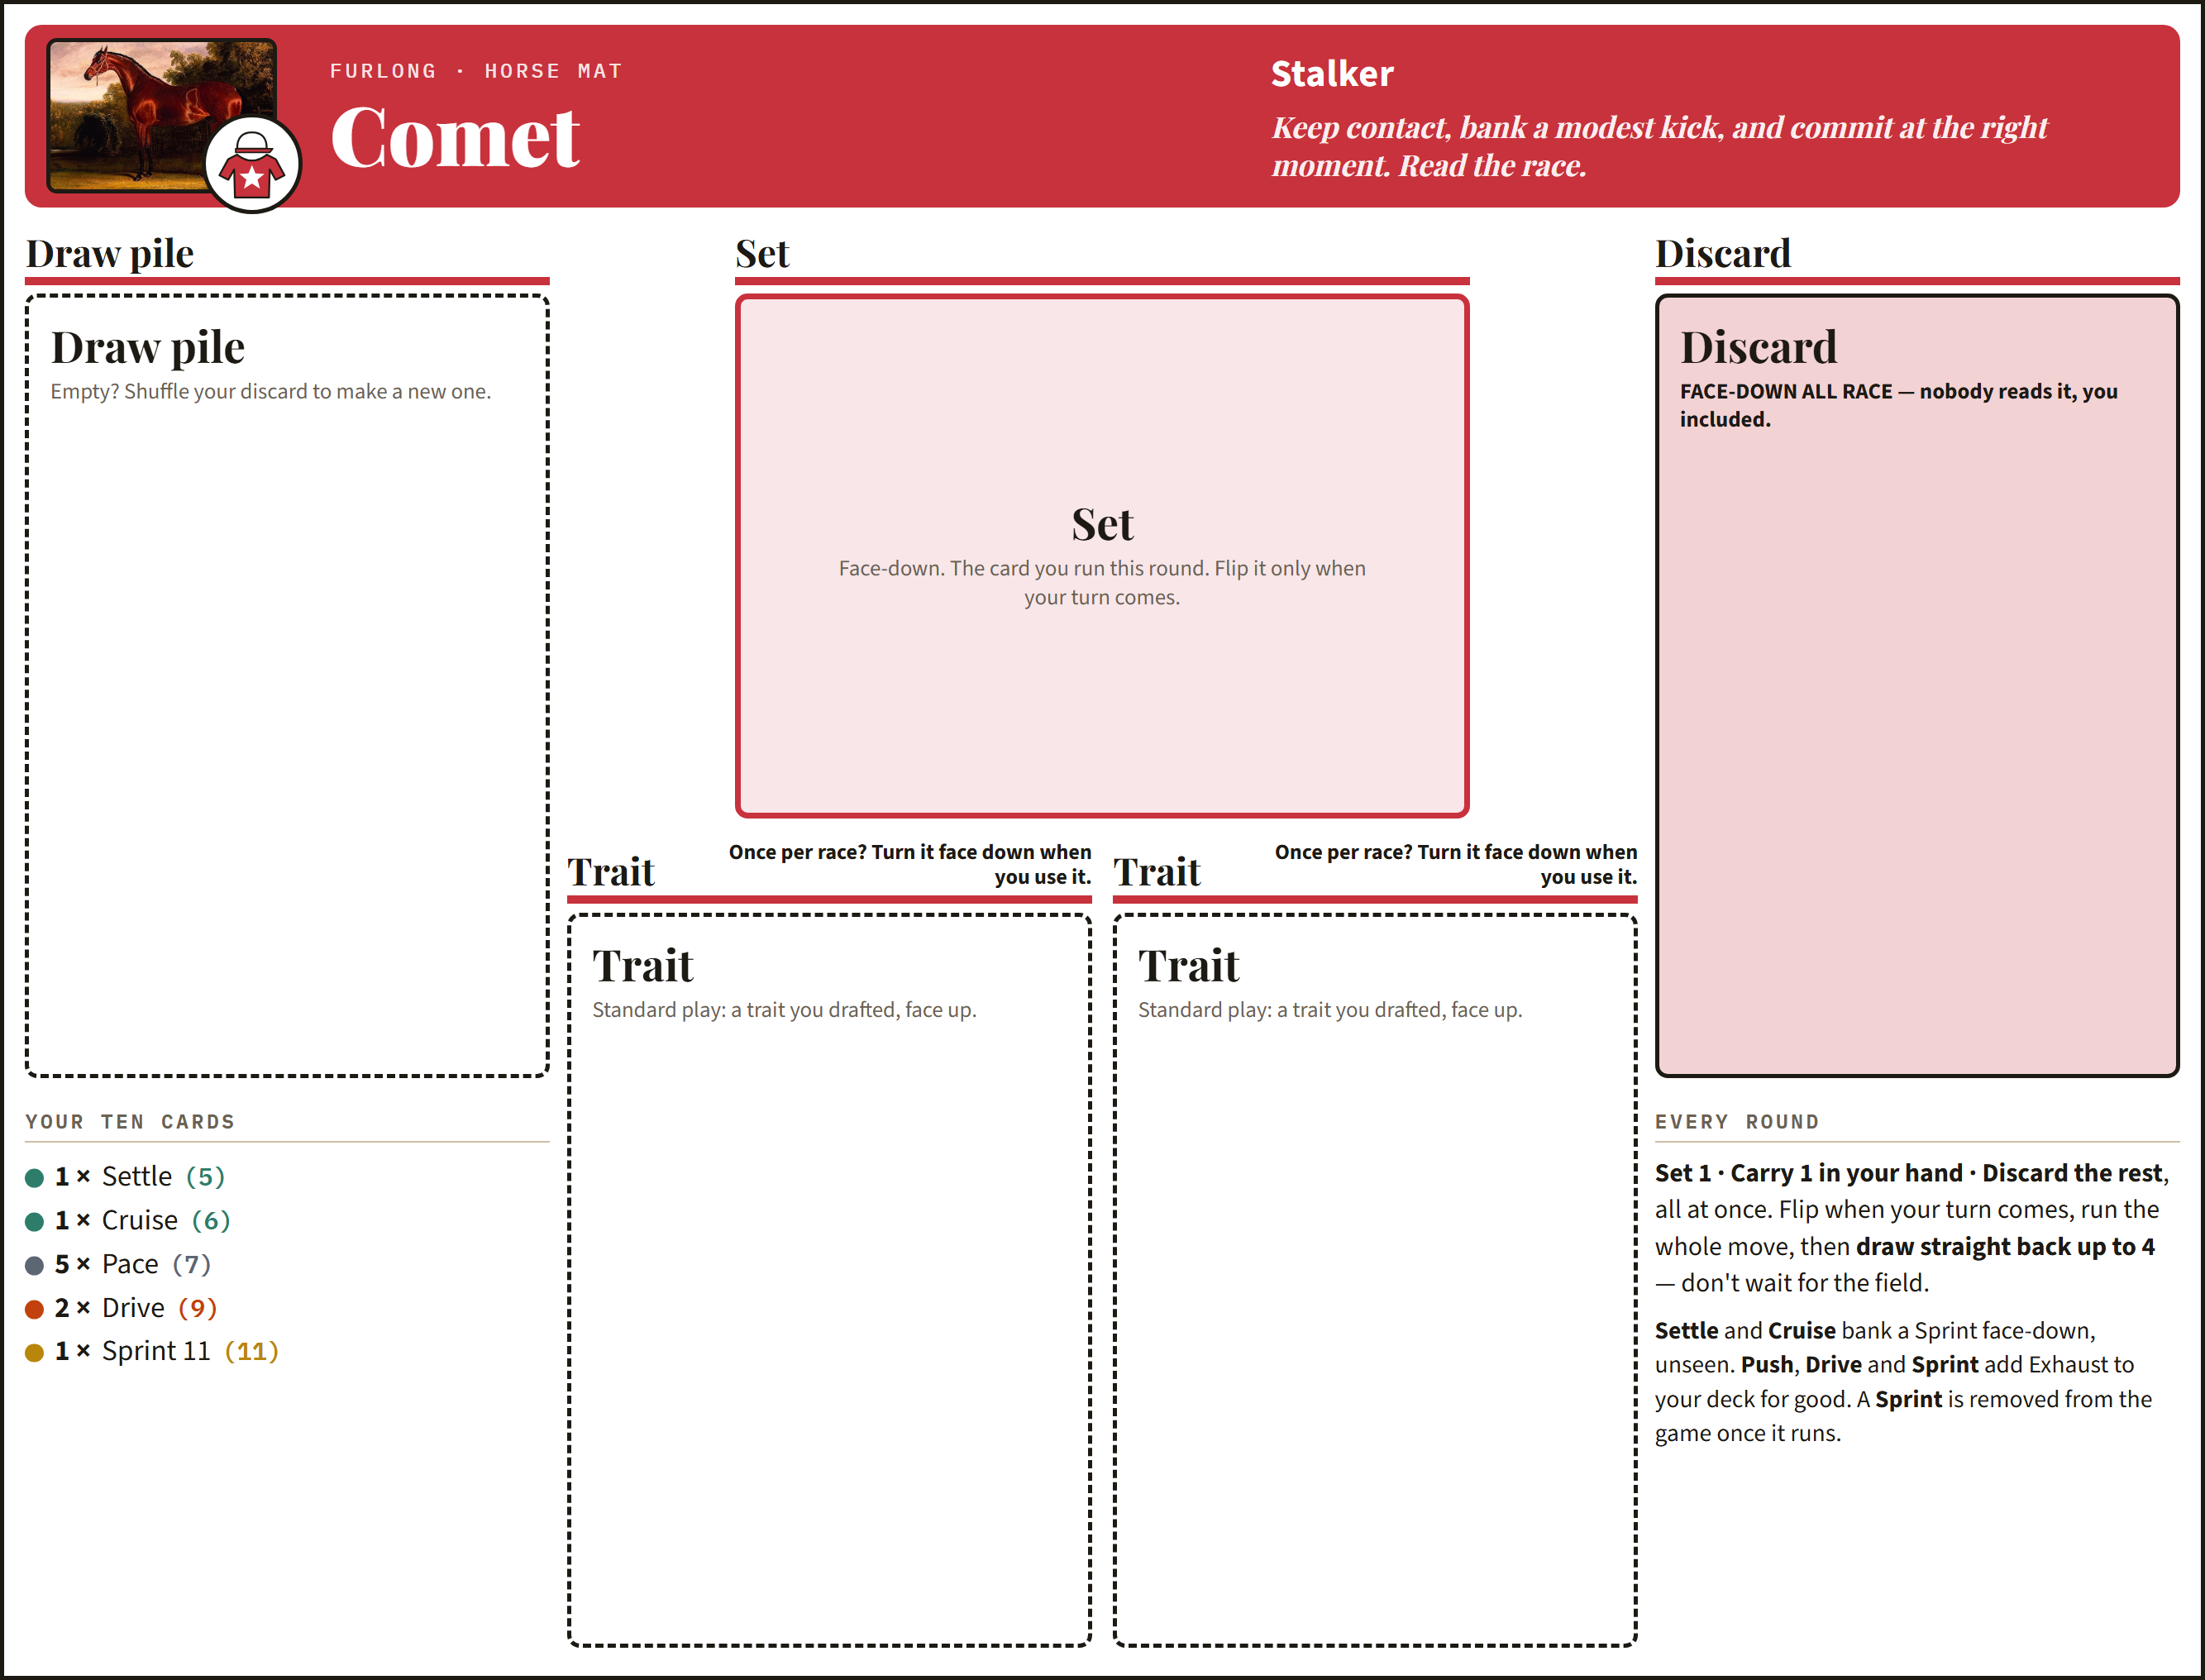 FURLONG · HORSE MAT
Comet
Stalker
Keep contact, bank a modest kick, and commit at the right
moment. Read the race.
Draw pile
Draw pile
Empty? Shuffle your discard to make a new one.
Set
Set
Face-down. The card you run this round. Flip it only when
your turn comes.
Discard
Discard
FACE-DOWN ALL RACE — nobody reads it, you
included.
Trait
Once per race? Turn it face down when
you use it.
Trait
Standard play: a trait you drafted, face up.
Trait
Once per race? Turn it face down when
you use it.
Trait
Standard play: a trait you drafted, face up.
YOUR TEN CARDS
1 × Settle (5)
1 × Cruise (6)
5 × Pace (7)
2 × Drive (9)
1 × Sprint 11 (11)
EVERY ROUND
Set 1 · Carry 1 in your hand · Discard the rest,
all at once. Flip when your turn comes, run the
whole move, then draw straight back up to 4
— don't wait for the field.
Settle and Cruise bank a Sprint face-down,
unseen. Push, Drive and Sprint add Exhaust to
your deck for good. A Sprint is removed from the
game once it runs.